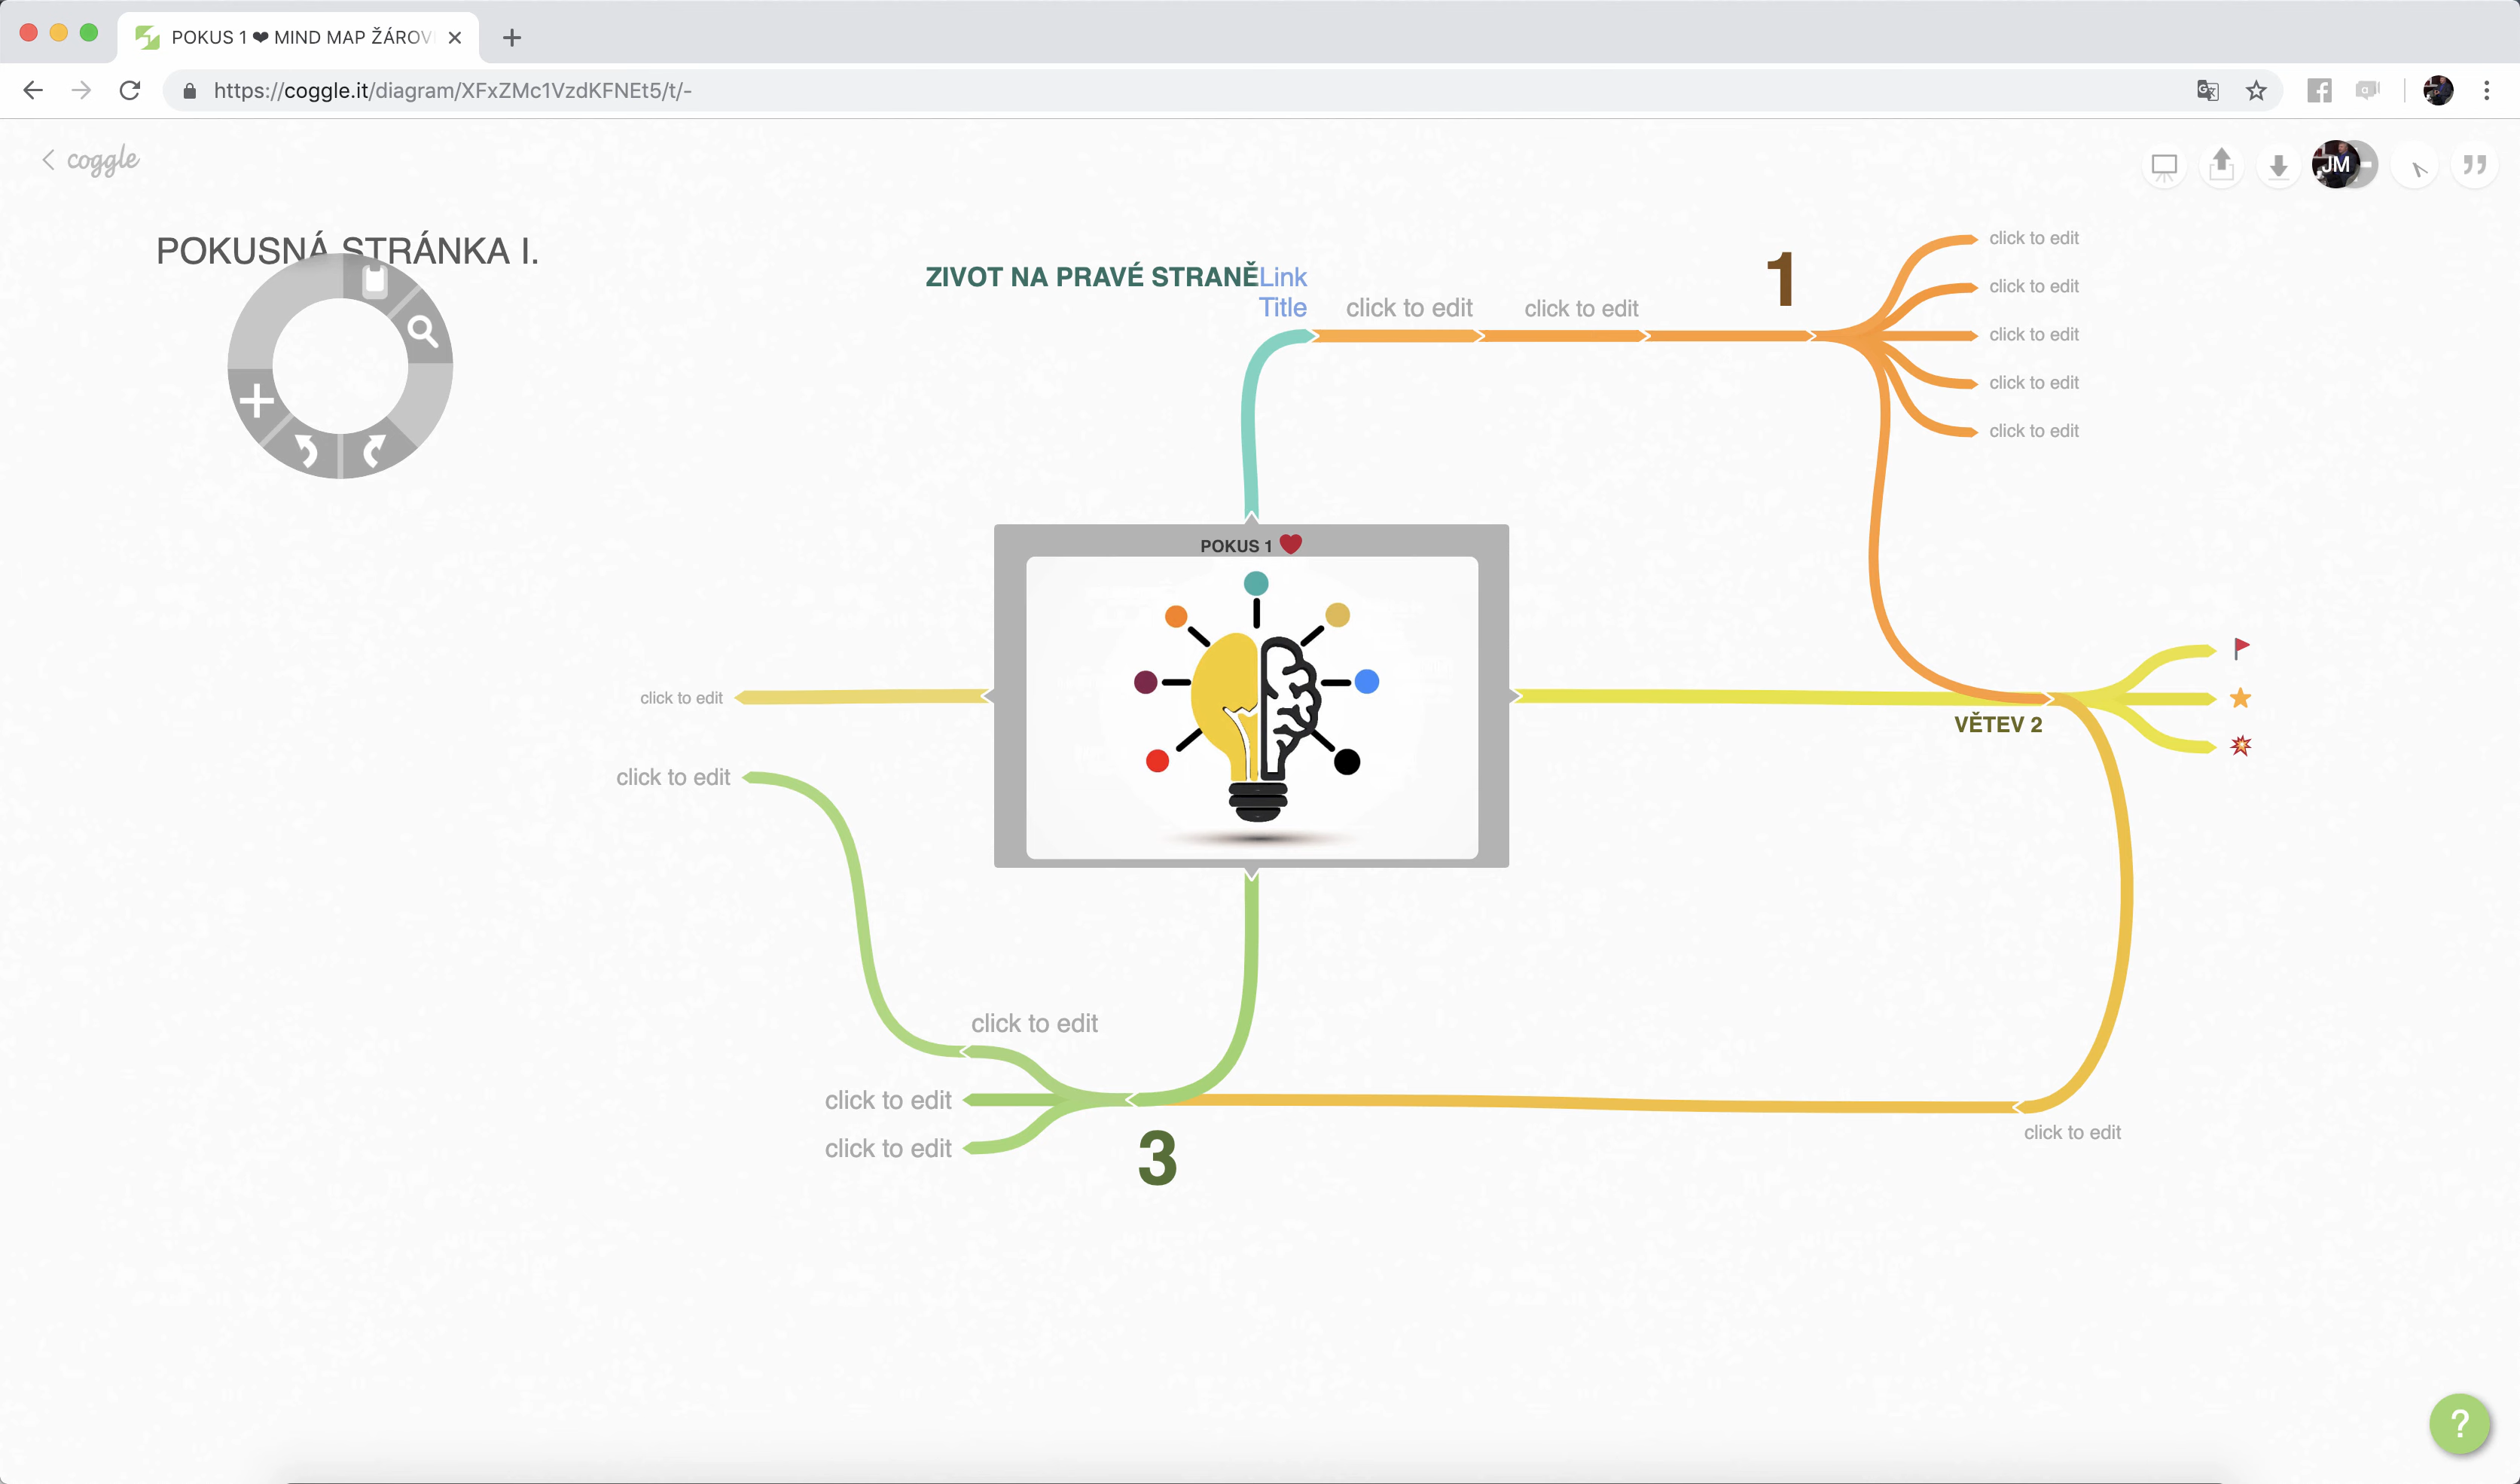 POKUS 1 ❤ MIND MAP ŽÁROV
https://coggle.it/diagram/XFxZMc1VzdKFNEt5/t/-
coggle
JM
POKUSNÁ STRÁNKA I.
ZIVOT NA PRAVÉ STRANĚLink
Title
click to edit
click to edit
1
click to edit
click to edit
click to edit
click to edit
click to edit
POKUS 1 ❤
click to edit
VĚTEV 2
click to edit
click to edit
click to edit
click to edit
3
click to edit
?